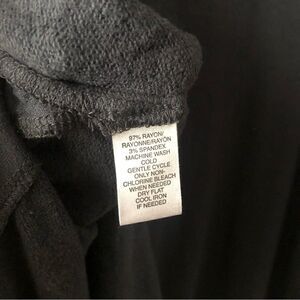 97% RAYON/
RAYONNE/RAYÓN
3% SPANDEX
MACHINE WASH
COLD
GENTLE CYCLE
ONLY NON-
CHLORINE BLEACH
WHEN NEEDED
DRY FLAT
COOL IRON
IF NEEDED